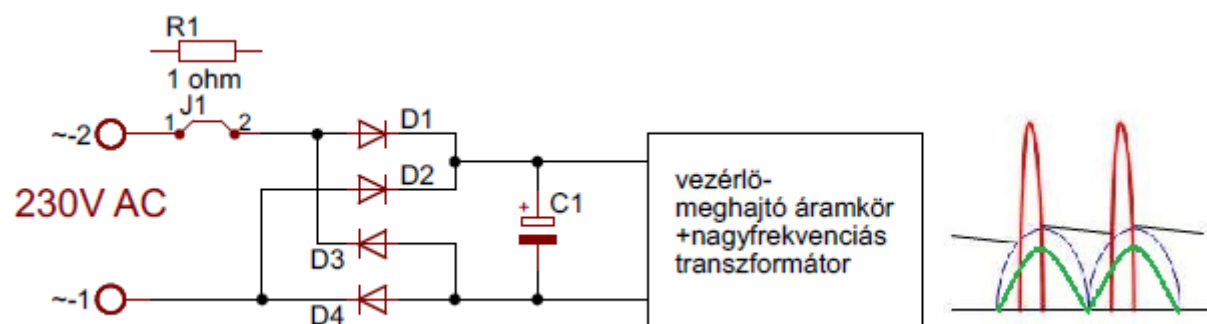 R1
1 ohm
J1
1 2
~-2
D1
D2
230V AC
+
C1
D3
~-1
D4
vezérlö-
meghajtó áramkör
+nagyfrekvenciás
transzformátor